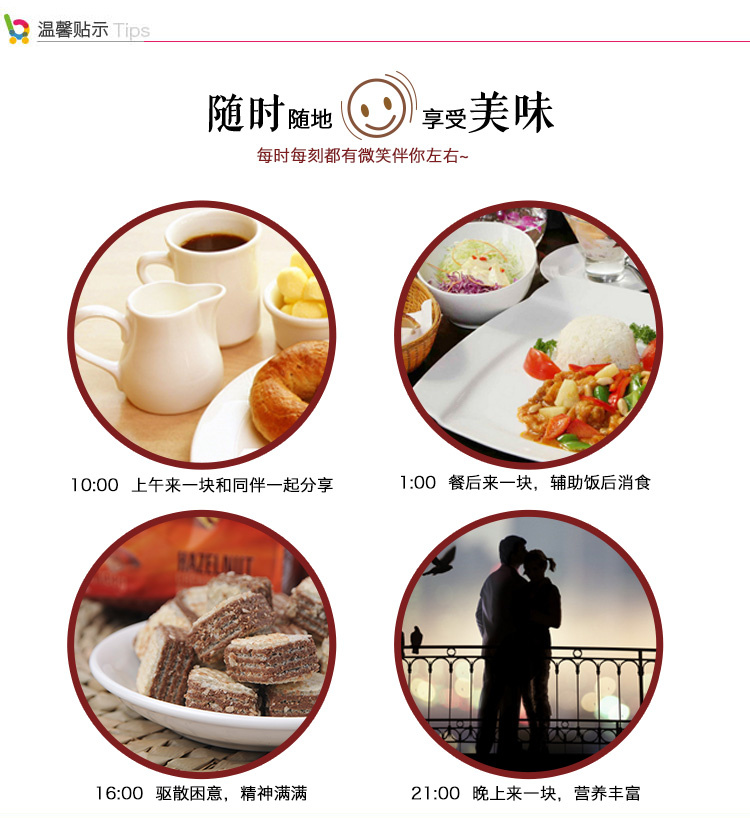 温馨贴示 Tips
随时随地 享受美味
每时每刻都有微笑伴你左右~
10:00 上午来一块和同伴一起分享
1:00 餐后来一块，辅助饭后消食
HAZELNUT
16:00 驱散困意，精神满满
21:00 晚上来一块，营养丰富